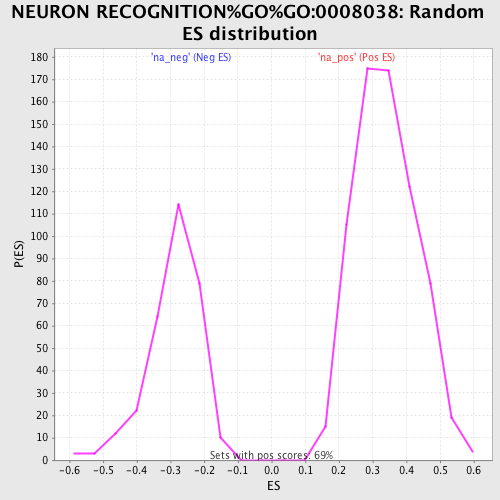 NEURON RECOGNITION%GO%GO:0008038: Random
ES distribution
'na_neg' (Neg ES) 'na_pos' (Pos ES)
180
170
160
150
140
130
120
110
100
90
80
70
60
50
40
30
20
10
0
P(ES)
Sets with pos scores: 69%
-0.6 -0.5 -0.4 -0.3 -0.2 -0.1 0.0 0.1 0.2 0.3 0.4 0.5 0.6
ES